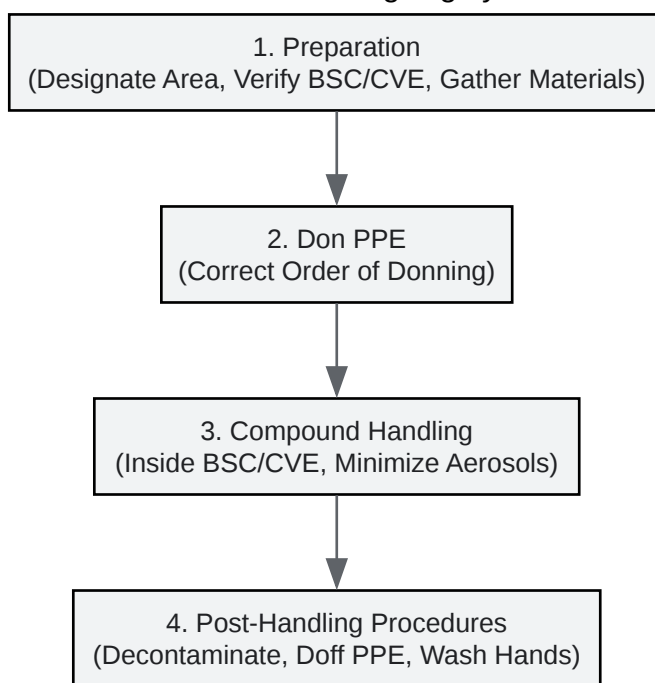 1. Preparation
(Designate Area, Verify BSC/CVE, Gather Materials)
2. Don PPE
(Correct Order of Donning)
3. Compound Handling
(Inside BSC/CVE, Minimize Aerosols)
4. Post-Handling Procedures
(Decontaminate, Doff PPE, Wash Hands)